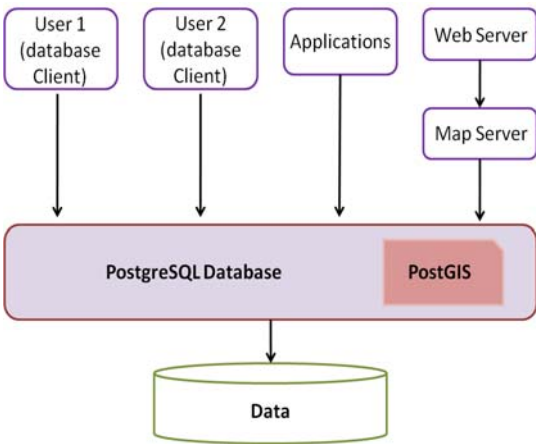 User 1
(database
Client)
User 2
(database
Client)
Applications
Web Server
Map Server
PostgreSQL Database
PostGIS
Data